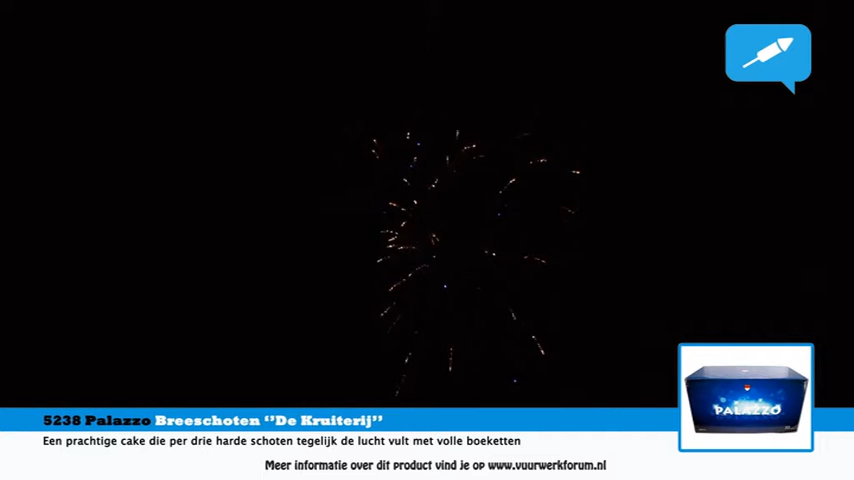 5238 Palazzo Breeschoten ‘’De Kruiterij’’
Een prachtige cake die per drie harde schoten tegelijk de lucht vult met volle boeketten
PALAZZO
Meer informatie over dit product vind je op www.vuurwerkforum.nl